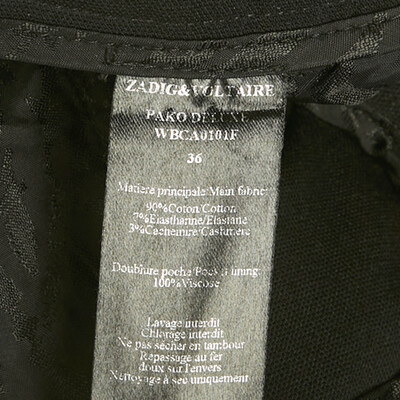 ZADIG&VOLTAIRE
PAKO DELUXE
WBCA0101F
36
Matière principale/Main fabric
90%Coton/Cotton
7%Elasthanne/Elastane
3%Cachemire/Cashmere
Doublure poche/Pocket lining
100%Viscose
Lavage interdit
Chlorage interdit
Ne pas sécher en tambour
Repassage au fer
doux sur l'envers
Nettoyage à sec uniquement